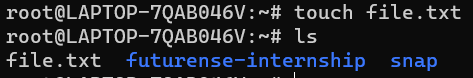 root@LAPTOP-7QAB046V:~# touch file.txt
root@LAPTOP-7QAB046V:~# ls
file.txt  futurense-internship  snap